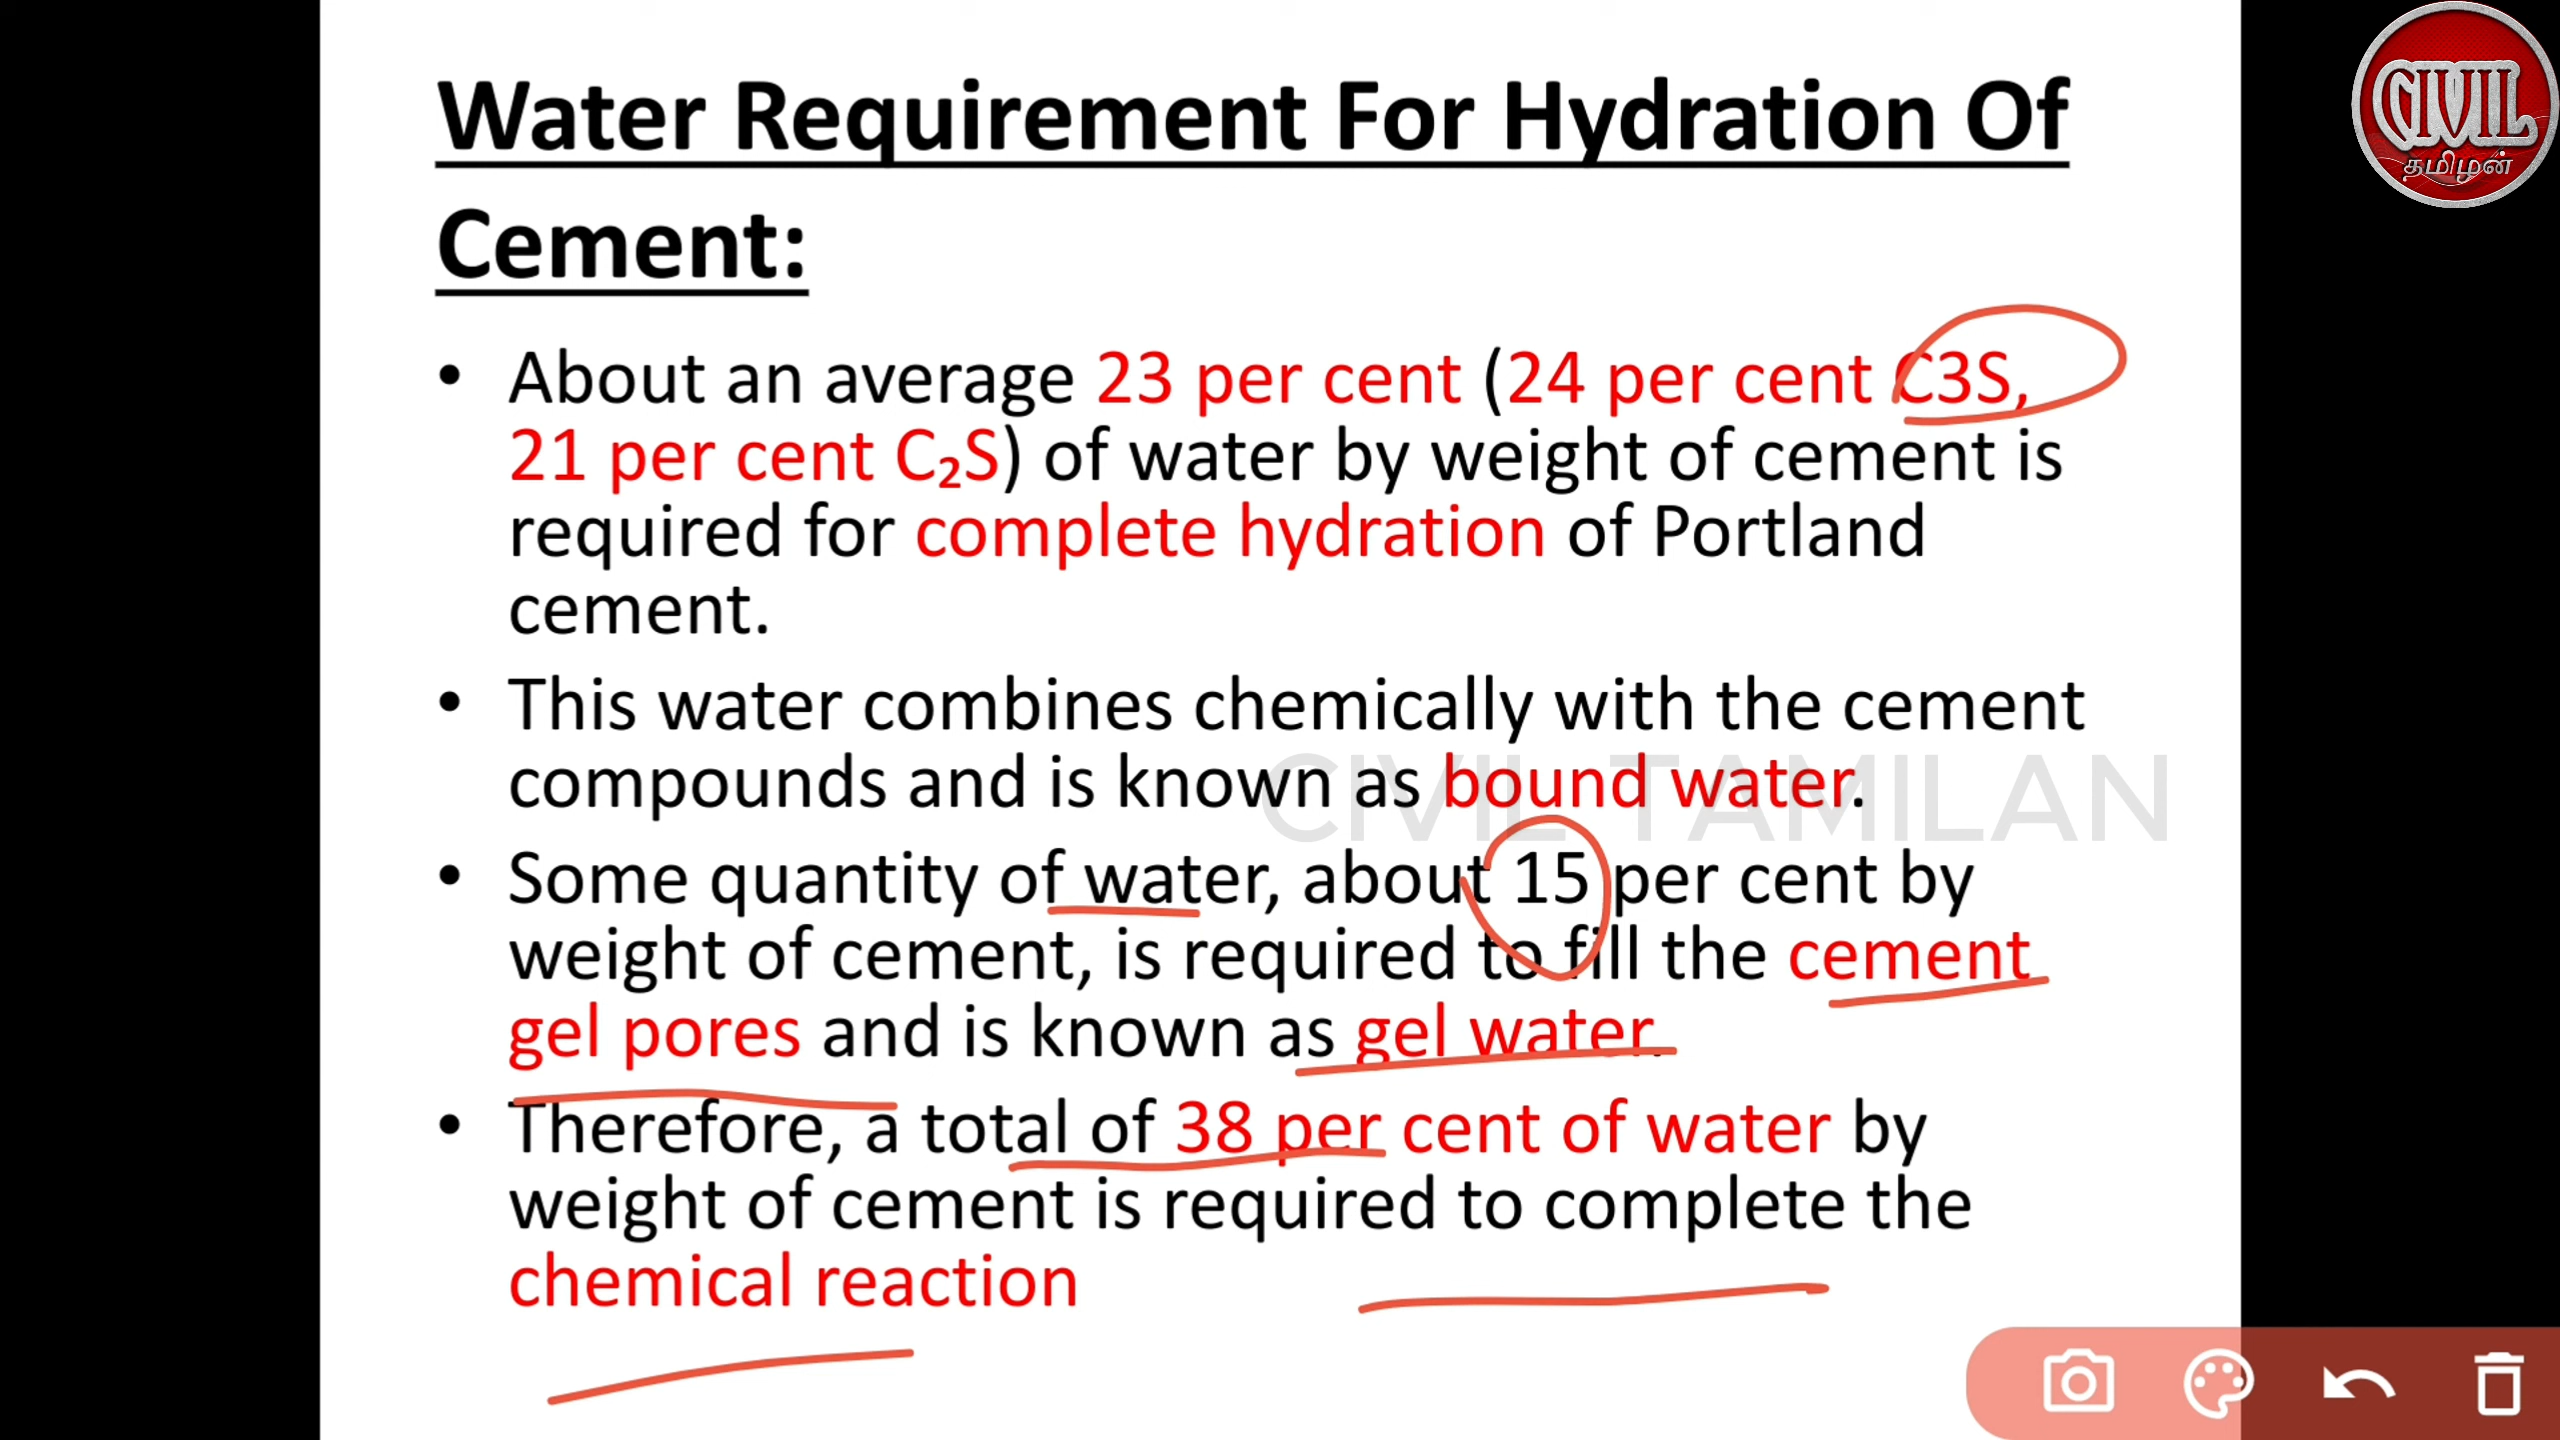 CIVIL
தமிழன்
Water Requirement For Hydration Of
Cement:
• About an average 23 per cent (24 per cent C3S,
21 per cent C₂S) of water by weight of cement is
required for complete hydration of Portland
cement.
• This water combines chemically with the cement
compounds and is known as bound water.
CIVIL TAMILAN
• Some quantity of water, about 15 per cent by
weight of cement, is required to fill the cement
gel pores and is known as gel water.
• Therefore, a total of 38 per cent of water by
weight of cement is required to complete the
chemical reaction